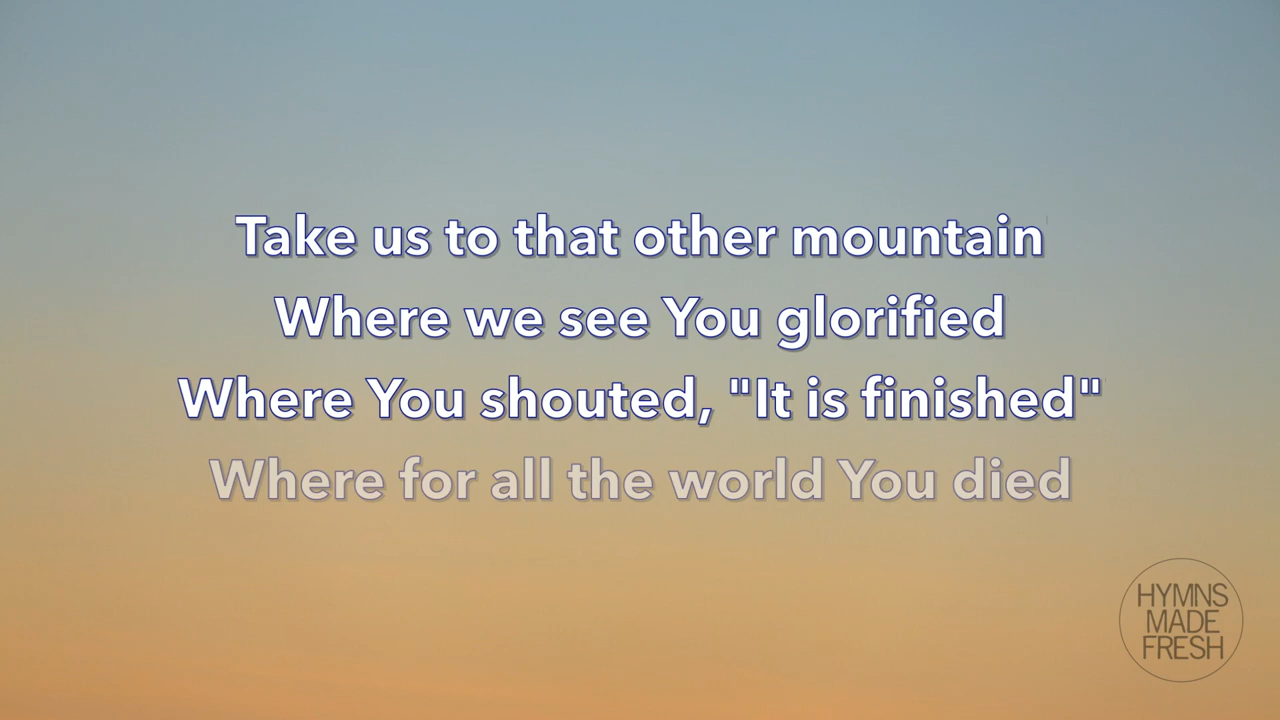 Take us to that other mountain
Where we see You glorified
Where You shouted, "It is finished"
Where for all the world You died
HYMNS
MADE
FRESH